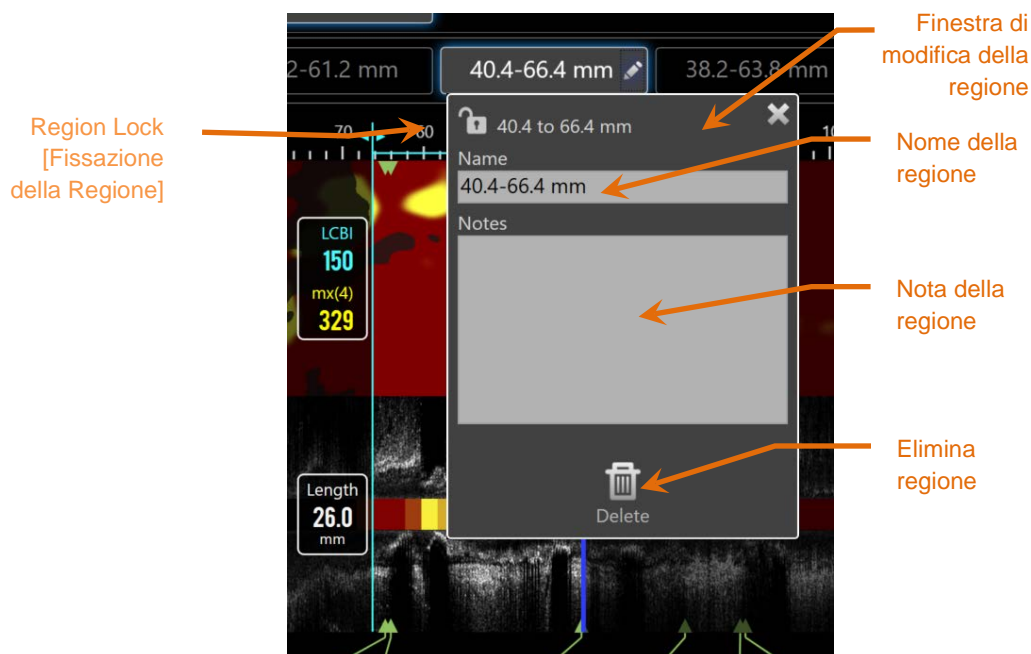 Finestra di
modifica della
regione
2-61.2 mm
40.4-66.4 mm
38.2-63.8 mm
Region Lock
[Fissazione
della Regione]
70
60
40.4 to 66.4 mm
Name
40.4-66.4 mm
Nome della
regione
LCBI
150
mx(4)
329
Notes
Nota della
regione
Length
26.0
mm
Delete
Elimina
regione